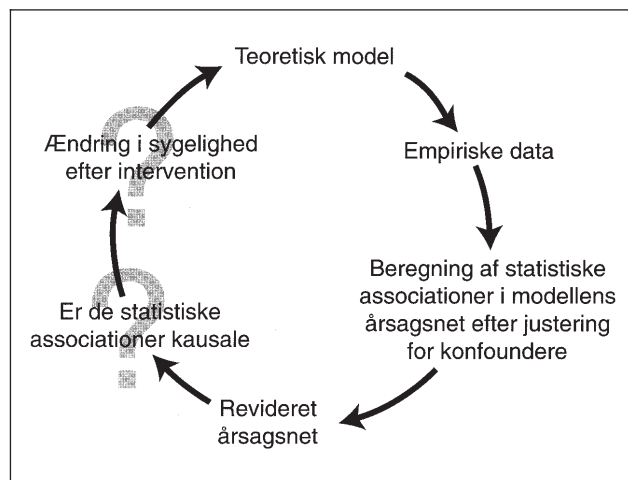 Teoretisk model
Empiriske data
Beregning af statistiske
associationer i modellens
årsagsnet efter justering
for konfoundere
Revideret
årsagsnet
Er de statistiske
associationer kausale
?
Ændring i sygelighed
efter intervention
?